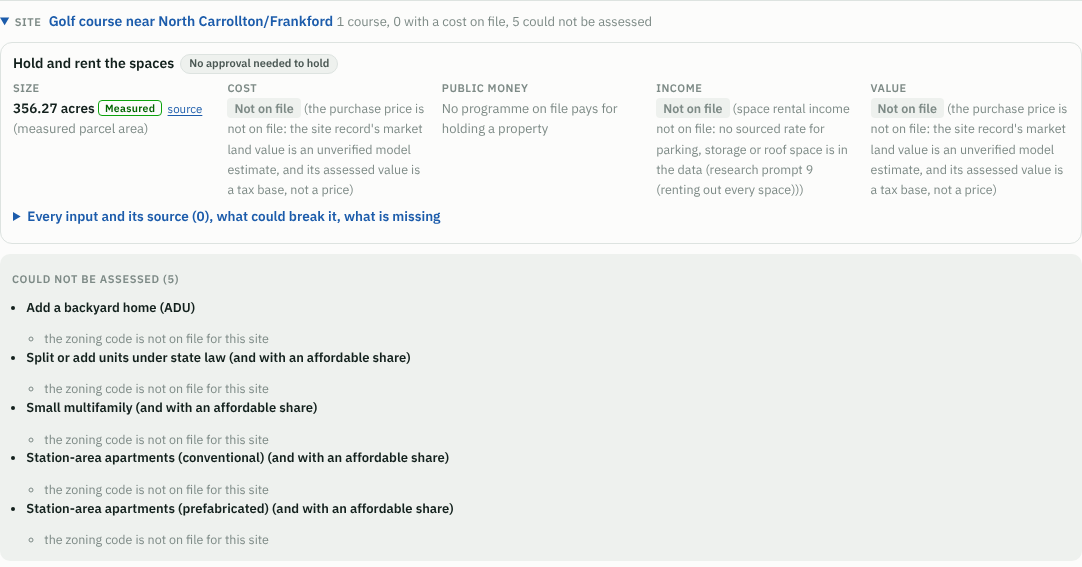 SITE Golf course near North Carrollton/Frankford 1 course, 0 with a cost on file, 5 could not be assessed
Hold and rent the spaces No approval needed to hold
SIZE
356.27 acres Measured source
(measured parcel area)
COST
Not on file (the purchase price is
not on file: the site record's market
land value is an unverified model
estimate, and its assessed value is
a tax base, not a price)
PUBLIC MONEY
No programme on file pays for
holding a property
INCOME
Not on file (space rental income
not on file: no sourced rate for
parking, storage or roof space is in
the data (research prompt 9
(renting out every space)))
VALUE
Not on file (the purchase price is
not on file: the site record's market
land value is an unverified model
estimate, and its assessed value is
a tax base, not a price)
Every input and its source (0), what could break it, what is missing
COULD NOT BE ASSESSED (5)
Add a backyard home (ADU)
the zoning code is not on file for this site
Split or add units under state law (and with an affordable share)
the zoning code is not on file for this site
Small multifamily (and with an affordable share)
the zoning code is not on file for this site
Station-area apartments (conventional) (and with an affordable share)
the zoning code is not on file for this site
Station-area apartments (prefabricated) (and with an affordable share)
the zoning code is not on file for this site